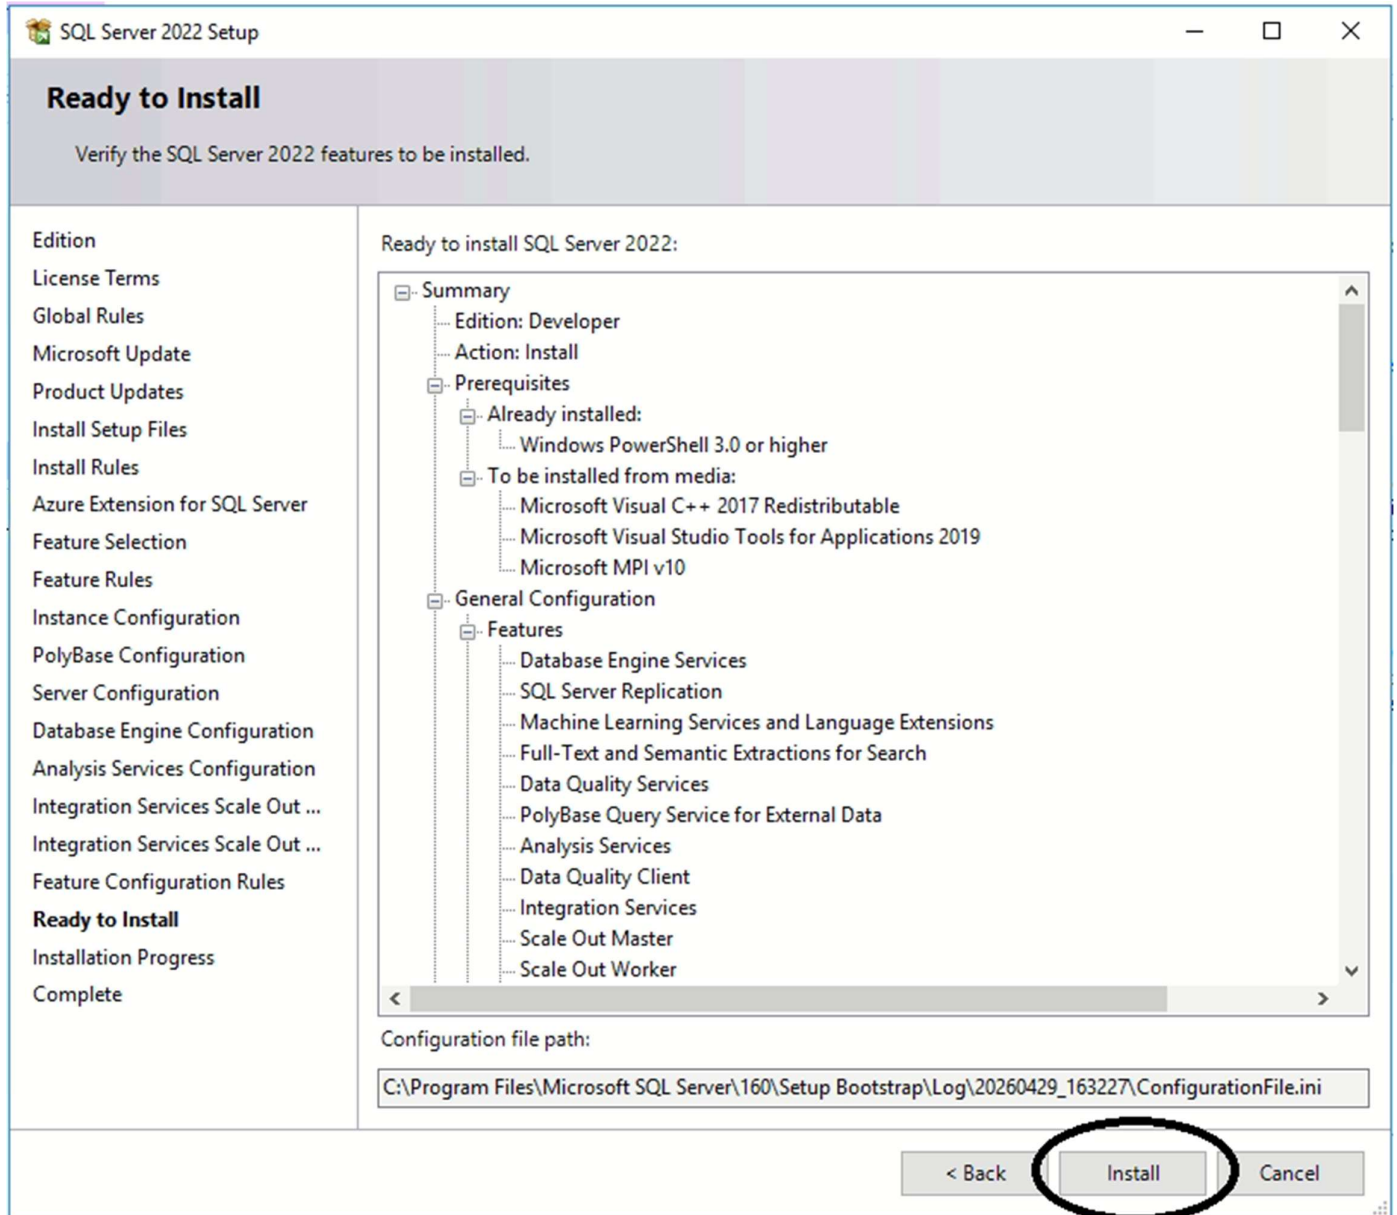 SQL Server 2022 Setup
Ready to Install
Verify the SQL Server 2022 features to be installed.
Edition
License Terms
Global Rules
Microsoft Update
Product Updates
Install Setup Files
Install Rules
Azure Extension for SQL Server
Feature Selection
Feature Rules
Instance Configuration
PolyBase Configuration
Server Configuration
Database Engine Configuration
Analysis Services Configuration
Integration Services Scale Out ...
Integration Services Scale Out ...
Feature Configuration Rules
Ready to Install
Installation Progress
Complete
Ready to install SQL Server 2022:
Summary
Edition: Developer
Action: Install
Prerequisites
Already installed:
Windows PowerShell 3.0 or higher
To be installed from media:
Microsoft Visual C++ 2017 Redistributable
Microsoft Visual Studio Tools for Applications 2019
Microsoft MPI v10
General Configuration
Features
Database Engine Services
SQL Server Replication
Machine Learning Services and Language Extensions
Full-Text and Semantic Extractions for Search
Data Quality Services
PolyBase Query Service for External Data
Analysis Services
Data Quality Client
Integration Services
Scale Out Master
Scale Out Worker
Configuration file path:
C:\Program Files\Microsoft SQL Server\160\Setup Bootstrap\Log\20260429_163227\ConfigurationFile.ini
< Back
Install
Cancel